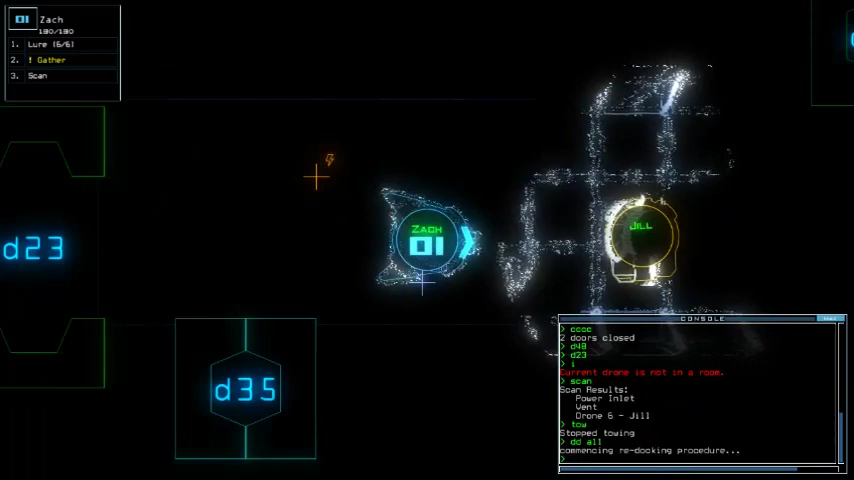 01 Zach
180/180
1. Lure (6/6)
2. ! Gather
3. Scan
d23
ZACH
01
JILL
d35
CONSOLE
> cccc
2 doors closed
> d48
> d23
> i
Current drone is not in a room.
> scan
Scan Results:
Power Inlet
Vent
Drone 6 - Jill
> tow
Stopped towing
> dd all
commencing re-docking procedure...
>